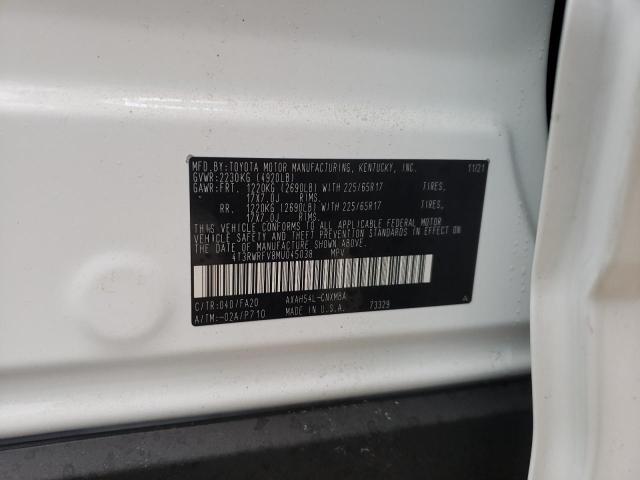 MFD.BY:TOYOTA MOTOR MANUFACTURING, KENTUCKY, INC. 11/21
GVWR:2230KG (4920LB)
GAWR:FRT. 1220KG (2690LB) WITH 225/65R17 TIRES,
17X7.0J RIMS.
RR. 1220KG (2690LB) WITH 225/65R17 TIRES,
17X7.0J RIMS.
THIS VEHICLE CONFORMS TO ALL APPLICABLE FEDERAL MOTOR
VEHICLE SAFETY AND THEFT PREVENTION STANDARDS IN EFFECT ON
THE DATE OF MANUFACTURE SHOWN ABOVE.
4T3RWRFV8MU045038 MPV
C/TR:040/FA20 AXAH54L-GNXMBA
A/TM:-02A/P710 MADE IN U.S.A. 73329 A